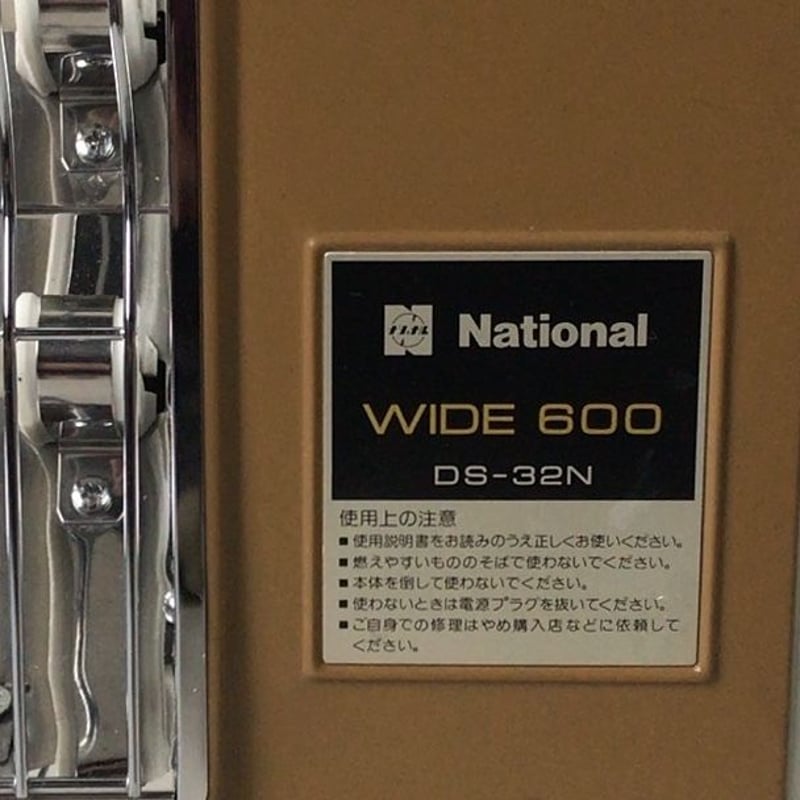 ナショナル
National
WIDE 600
DS-32N
使用上の注意
■使用説明書をお読みのうえ正しくお使いください。
■燃えやすいもののそばで使わないでください。
■本体を倒して使わないでください。
■使わないときは電源プラグを抜いてください。
■ご自身での修理はやめ購入店などに依頼して
ください。